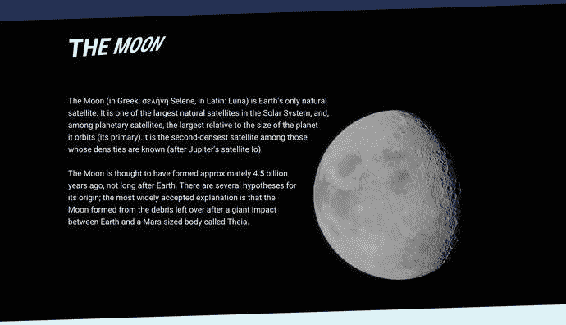 THE MOON
The Moon (in Greek: σελήνη Selene, in Latin: Luna) is Earth's only natural
satellite. It is one of the largest natural satellites in the Solar System, and,
among planetary satellites, the largest relative to the size of the planet
it orbits (its primary). It is the second-densest satellite among those
whose densities are known (after Jupiter's satellite Io).
The Moon is thought to have formed approximately 4.5 billion
years ago, not long after Earth. There are several hypotheses for
its origin; the most widely accepted explanation is that the
Moon formed from the debris left over after a giant impact
between Earth and a Mars-sized body called Theia.